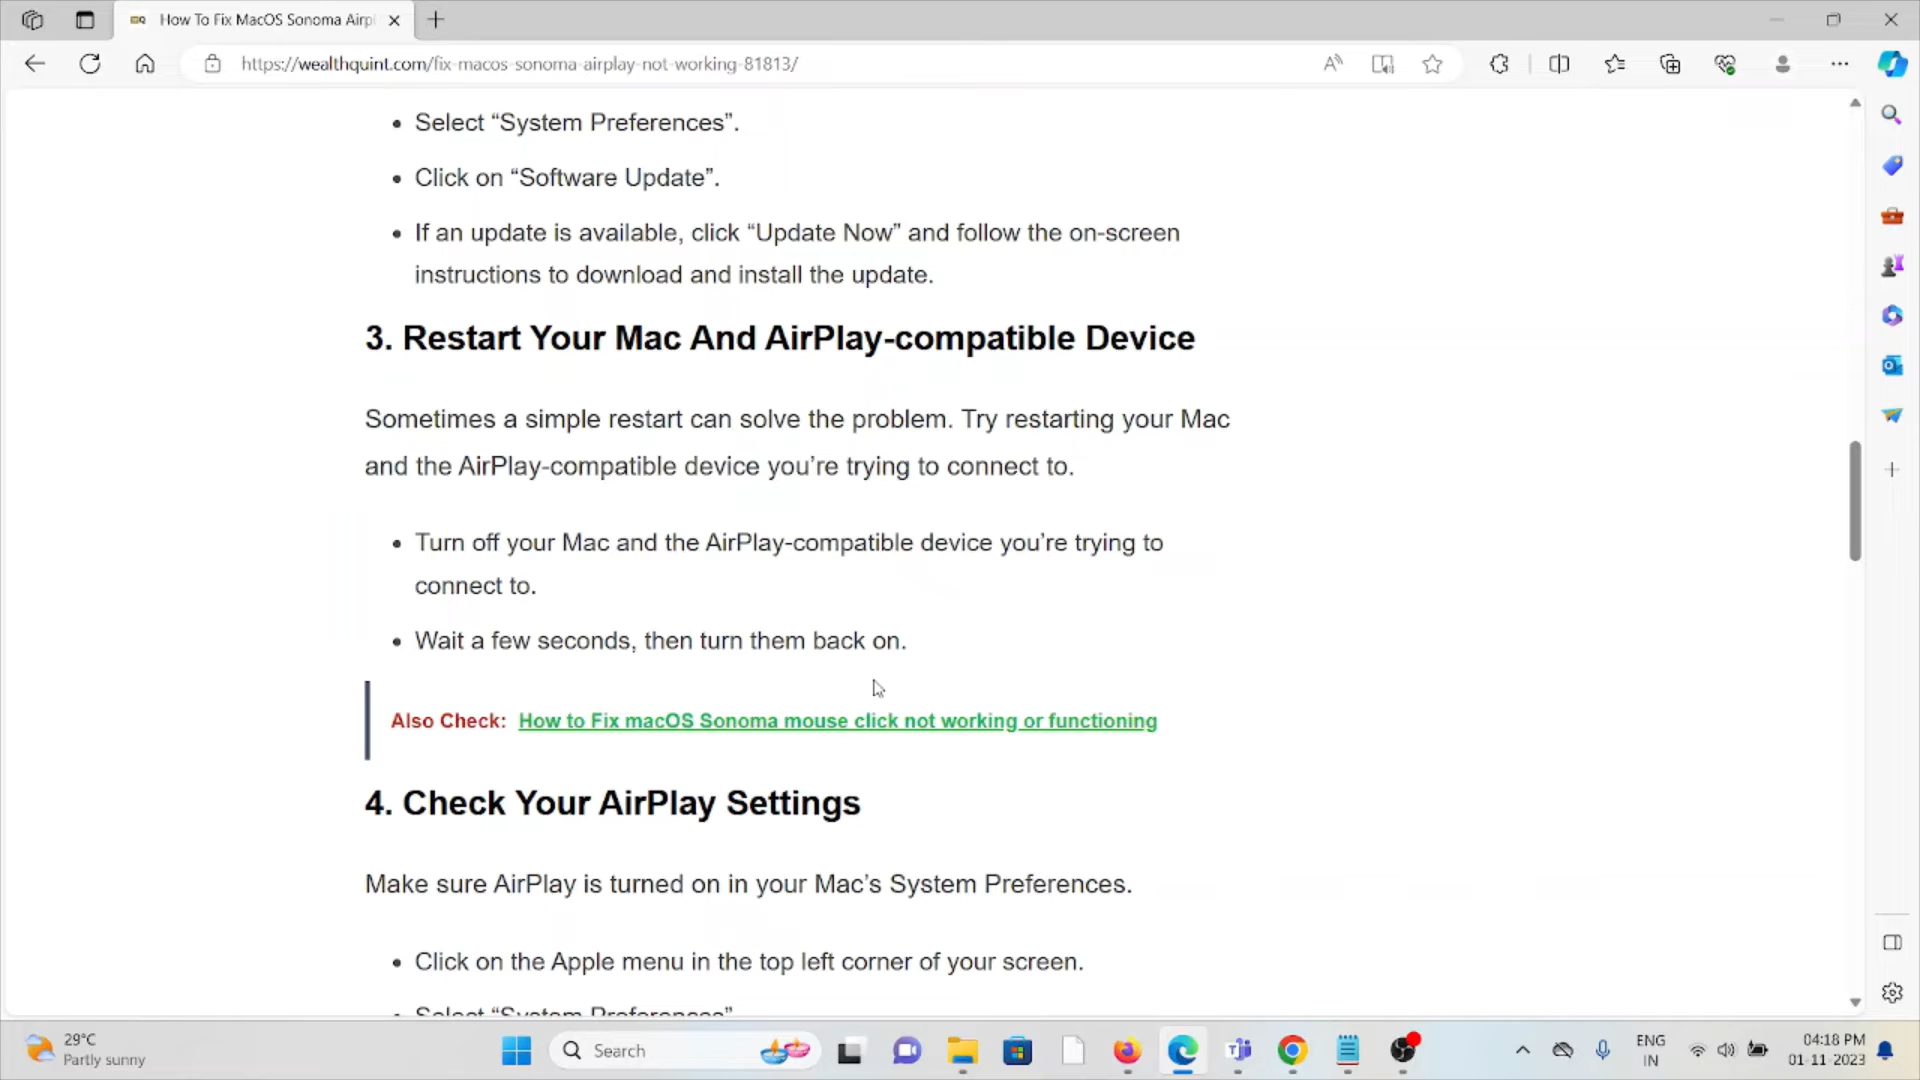 How To Fix MacOS Sonoma Airpl
https://wealthquint.com/fix-macos-sonoma-airplay-not-working-81813/
• Select “System Preferences”.
• Click on “Software Update”.
• If an update is available, click “Update Now” and follow the on-screen
instructions to download and install the update.
3. Restart Your Mac And AirPlay-compatible Device
Sometimes a simple restart can solve the problem. Try restarting your Mac
and the AirPlay-compatible device you’re trying to connect to.
• Turn off your Mac and the AirPlay-compatible device you’re trying to
connect to.
• Wait a few seconds, then turn them back on.
Also Check: How to Fix macOS Sonoma mouse click not working or functioning
4. Check Your AirPlay Settings
Make sure AirPlay is turned on in your Mac’s System Preferences.
• Click on the Apple menu in the top left corner of your screen.
• Select “System Preferences”
29°C
Partly sunny
Search
ENG
IN
04:18 PM
01-11-2023